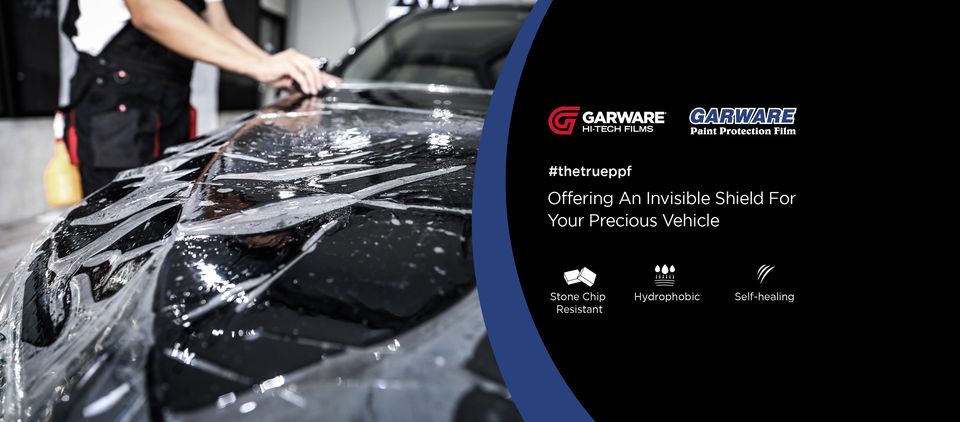 GARWARE
HI-TECH FILMS
GARWARE
Paint Protection Film
#thetrueppf
Offering An Invisible Shield For
Your Precious Vehicle
Stone Chip
Resistant
Hydrophobic
Self-healing